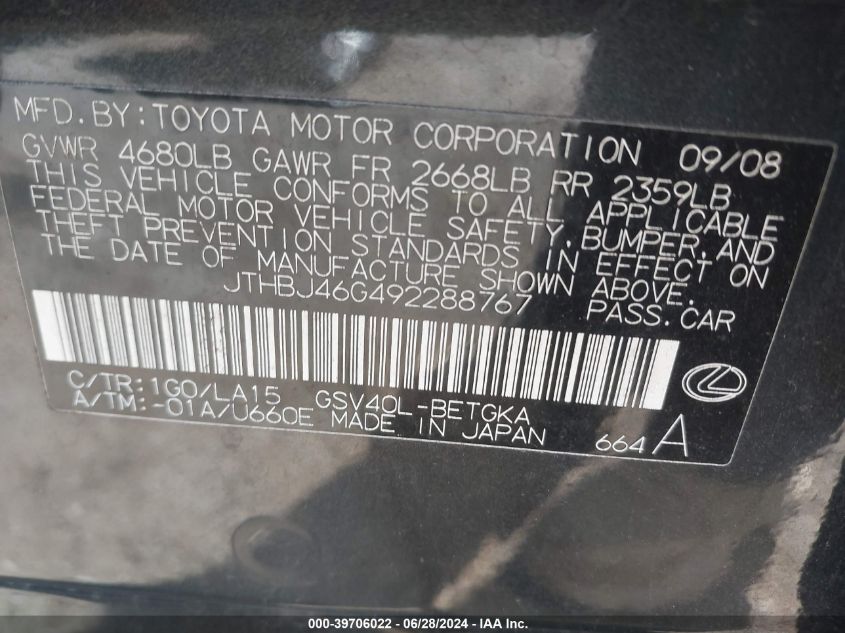 MFD.BY:TOYOTA MOTOR CORPORATION 09/08
GVWR 4680LB GAWR FR 2668LB RR 2359LB
THIS VEHICLE CONFORMS TO ALL APPLICABLE
FEDERAL MOTOR VEHICLE SAFETY,BUMPER,AND
THEFT PREVENTION STANDARDS IN EFFECT ON
THE DATE OF MANUFACTURE SHOWN ABOVE.
JTHBJ46G492288767 PASS.CAR
C/TR:1G0/LA15 GSV40L-BETGKA
A/TM:-01A/U660E MADE IN JAPAN 664A
000-39706022 / 06/28/2024 - IAA Inc.